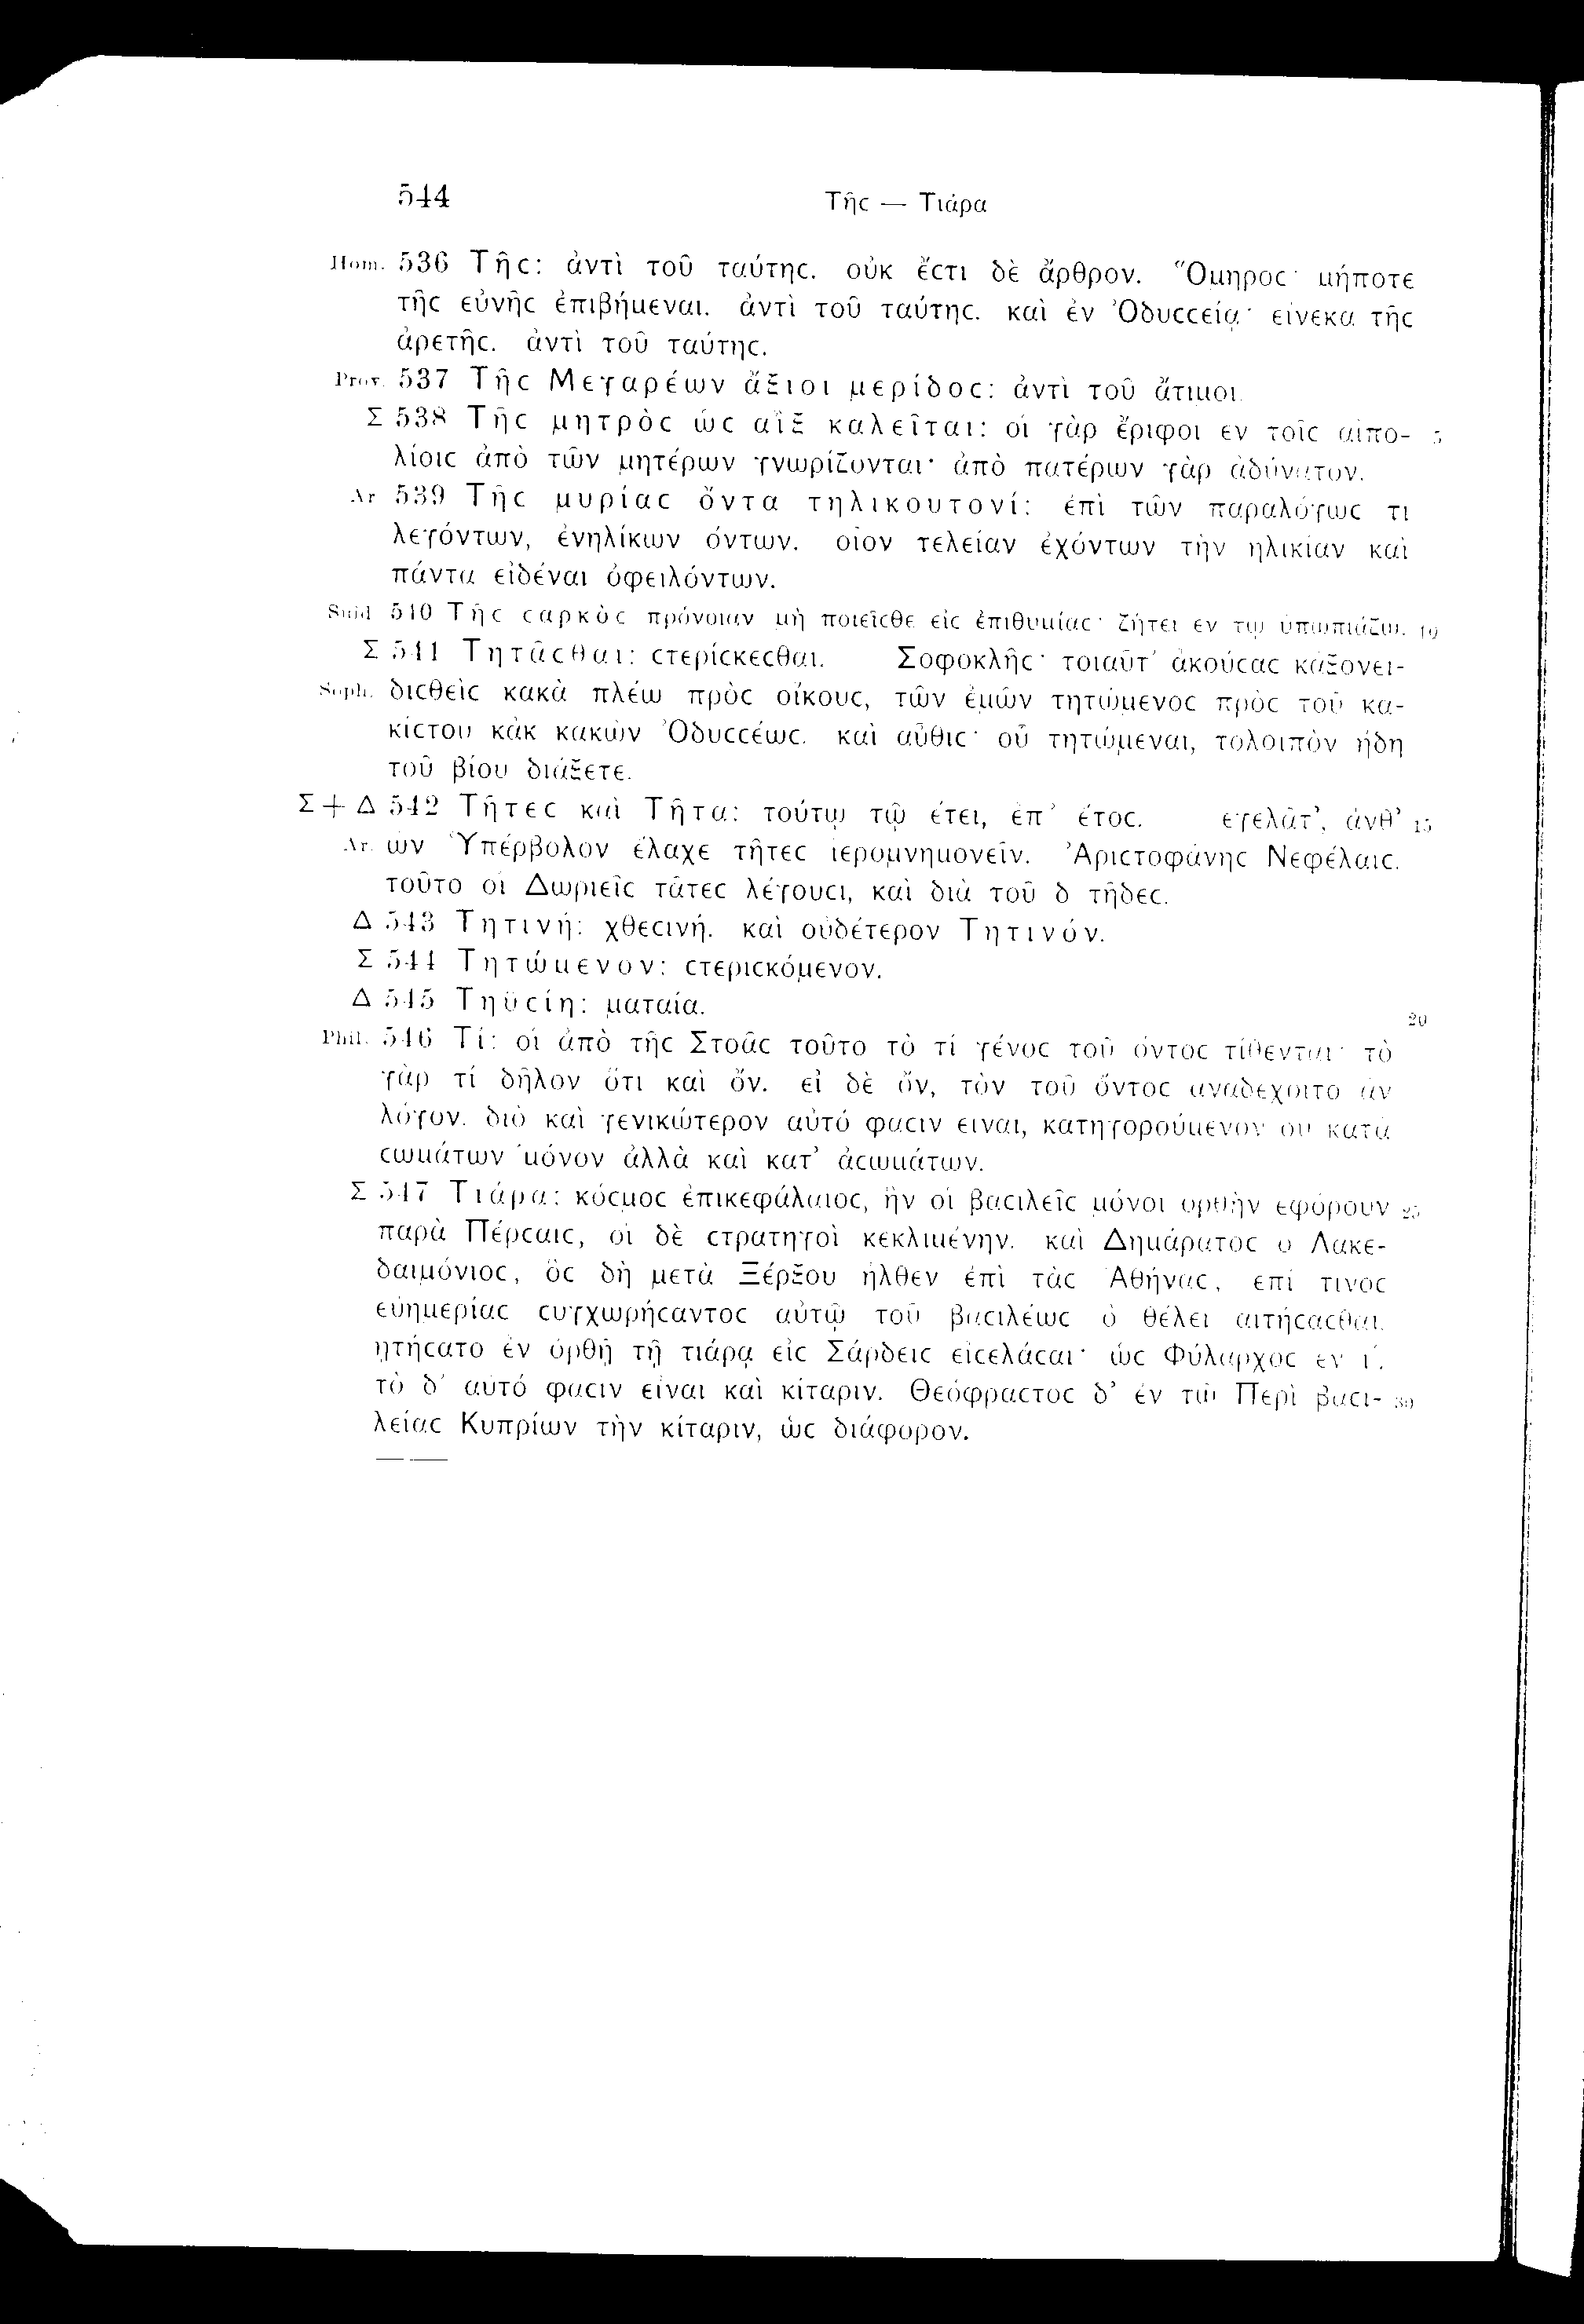 544 Τῆϲ — Τιάρα
Hom. 536 Τῆϲ: ἀντὶ τοῦ ταύτηϲ. οὐκ ἔϲτι δὲ ἄρθρον. Ὅμηροϲ· μήποτε
τῆϲ εὐνῆϲ ἐπιβήμεναι. ἀντὶ τοῦ ταύτηϲ. καὶ ἐν Ὀδυϲϲείᾳ· εἵνεκα τῆϲ
ἀρετῆϲ. ἀντὶ τοῦ ταύτηϲ.
Prov. 537 Τῆϲ Μεγαρέων ἄξιοι μερίδοϲ: ἀντὶ τοῦ ἄτιμοι.
Σ 538 Τῆϲ μητρὸϲ ὡϲ αἲξ καλεῖται: οἱ γὰρ ἔριφοι ἐν τοῖϲ αἰπο- 5
λίοιϲ ἀπὸ τῶν μητέρων γνωρίζονται· ἀπὸ πατέρων γὰρ ἀδύνατον.
Ar. 539 Τῆϲ μυρίαϲ ὄντα τηλικουτονί: ἐπὶ τῶν παραλόγωϲ τι
λεγόντων, ἐνηλίκων ὄντων. οἷον τελείαν ἐχόντων τὴν ἡλικίαν καὶ
πάντα εἰδέναι ὀφειλόντων.
Suid. 540 Τῆϲ ϲαρκὸϲ πρόνοιαν μὴ ποιεῖϲθε εἰϲ ἐπιθυμίαϲ· ζήτει ἐν τῷ ὑπωπιάζω. 10
Σ 541 Τητᾶϲθαι: ϲτερίϲκεϲθαι. Σοφοκλῆϲ· τοιαῦτ’ ἀκούϲαϲ κἀξονει-
Soph. διϲθεὶϲ κακὰ πλέω πρὸϲ οἴκουϲ, τῶν ἐμῶν τητώμενοϲ πρὸϲ τοῦ κα-
κίϲτου κἀκ κακῶν Ὀδυϲϲέωϲ. καὶ αὖθιϲ· οὗ τητώμεναι, τολοιπὸν ἤδη
τοῦ βίου διάξετε.
Σ + Δ 542 Τῆτεϲ καὶ Τῆτα: τούτῳ τῷ ἔτει, ἐπ’ ἔτοϲ. ἐγελᾶτ’, ἀνθ’ 15
Ar. ὧν Ὑπέρβολον ἔλαχε τῆτεϲ ἱερομνημονεῖν. Ἀριϲτοφάνηϲ Νεφέλαιϲ.
τοῦτο οἱ Δωριεῖϲ τᾶτεϲ λέγουϲι, καὶ διὰ τοῦ δ τῆδεϲ.
Δ 543 Τητινή: χθεϲινή. καὶ οὐδέτερον Τητινόν.
Σ 544 Τητώμενον: ϲτεριϲκόμενον.
Δ 545 Τηϋϲίη: ματαία. 20
Phil. 546 Τί: οἱ ἀπὸ τῆϲ Στοᾶϲ τοῦτο τὸ τί γένοϲ τοῦ ὄντοϲ τίθενται· τὸ
γὰρ τί δῆλον ὅτι καὶ ὄν. εἰ δὲ ὄν, τὸν τοῦ ὄντοϲ ἀναδέχοιτο ἂν
λόγον. διὸ καὶ γενικώτερον αὐτό φαϲιν εἶναι, κατηγορούμενον οὐ κατὰ
ϲωμάτων μόνον ἀλλὰ καὶ κατ’ ἀϲωμάτων.
Σ 547 Τιάρα: κόϲμοϲ ἐπικεφάλαιοϲ, ἣν οἱ βαϲιλεῖϲ μόνοι ὀρθὴν ἐφόρουν 25
παρὰ Πέρϲαιϲ, οἱ δὲ ϲτρατηγοὶ κεκλιμένην. καὶ Δημάρατοϲ ὁ Λακε-
δαιμόνιοϲ, ὃϲ δὴ μετὰ Ξέρξου ἦλθεν ἐπὶ τὰϲ Ἀθήναϲ, ἐπί τινοϲ
εὐημερίαϲ ϲυγχωρήϲαντοϲ αὐτῷ τοῦ βαϲιλέωϲ ὃ θέλει αἰτήϲαϲθαι,
ᾐτήϲατο ἐν ὀρθῇ τῇ τιάρᾳ εἰϲ Σάρδειϲ εἰϲελάϲαι· ὡϲ Φύλαρχοϲ ἐν ι΄.
τὸ δ’ αὐτό φαϲιν εἶναι καὶ κίταριν. Θεόφραϲτοϲ δ’ ἐν τῷ Περὶ βαϲι- 30
λείαϲ Κυπρίων τὴν κίταριν, ὡϲ διάφορον.